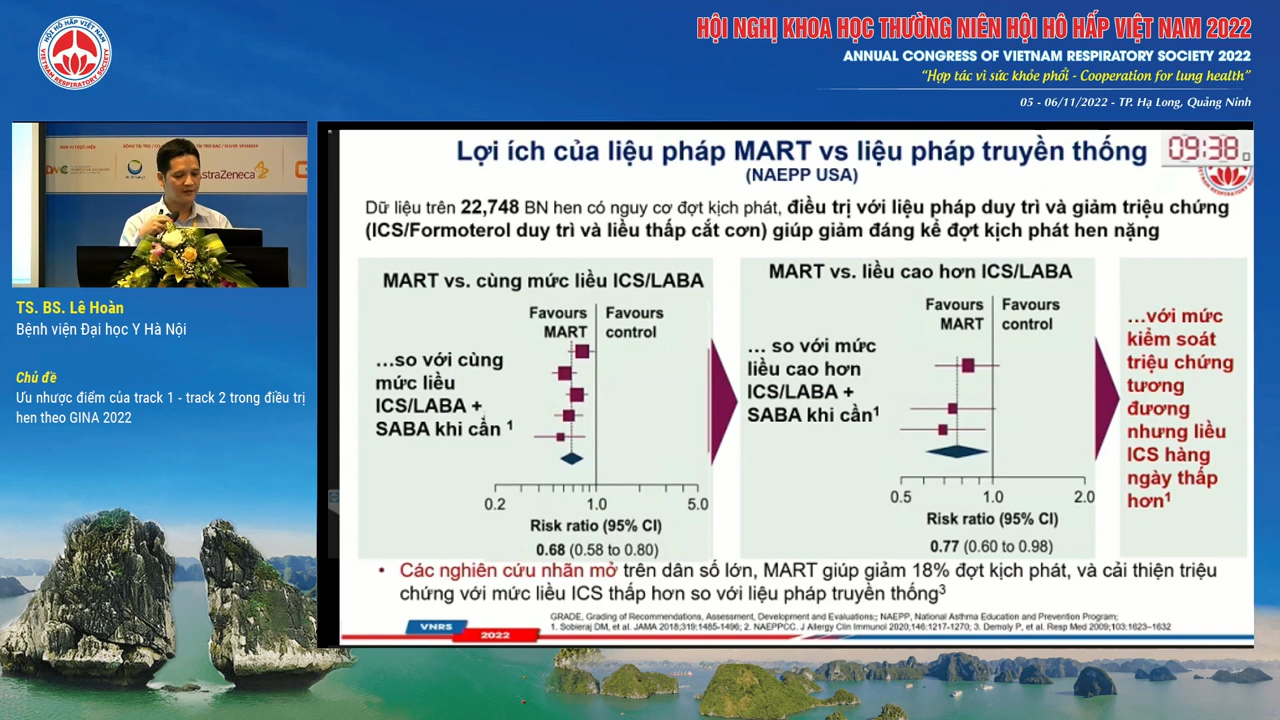 HỘI NGHỊ KHOA HỌC THƯỜNG NIÊN HỘI HÔ HẤP VIỆT NAM 2022
ANNUAL CONGRESS OF VIETNAM RESPIRATORY SOCIETY 2022
“Hợp tác vì sức khỏe phổi - Cooperation for lung health”
05 - 06/11/2022 - TP. Hạ Long, Quảng Ninh
HỘI HÔ HẤP VIỆT NAM
VIETNAM RESPIRATORY SOCIETY
AstraZeneca
TS. BS. Lê Hoàn
Bệnh viện Đại học Y Hà Nội
Chủ đề
Ưu nhược điểm của track 1 - track 2 trong điều trị
hen theo GINA 2022
Lợi ích của liệu pháp MART vs liệu pháp truyền thống
(NAEPP USA)
09:38
Dữ liệu trên 22,748 BN hen có nguy cơ đợt kịch phát, điều trị với liệu pháp duy trì và giảm triệu chứng
(ICS/Formoterol duy trì và liều thấp cắt cơn) giúp giảm đáng kể đợt kịch phát hen nặng
MART vs. cùng mức liều ICS/LABA
Favours MART
Favours control
…so với cùng
mức liều
ICS/LABA +
SABA khi cần 1
0.2 1.0 5.0
Risk ratio (95% CI)
0.68 (0.58 to 0.80)
MART vs. liều cao hơn ICS/LABA
Favours MART
Favours control
… so với mức
liều cao hơn
ICS/LABA +
SABA khi cần1
0.5 1.0 2.0
Risk ratio (95% CI)
0.77 (0.60 to 0.98)
…với mức
kiểm soát
triệu chứng
tương
đương
nhưng liều
ICS hàng
ngày thấp
hơn1
• Các nghiên cứu nhãn mở trên dân số lớn, MART giúp giảm 18% đợt kịch phát, và cải thiện triệu
chứng với mức liều ICS thấp hơn so với liệu pháp truyền thống3
GRADE, Grading of Recommendations, Assessment, Development and Evaluations;; NAEPP, National Asthma Education and Prevention Program;
1. Sobieraj DM, et al. JAMA 2018;319:1485-1496; 2. NAEPPCC. J Allergy Clin Immunol 2020;146:1217-1270; 3. Demoly P, et al. Resp Med 2009;103:1623–1632
VNRS
2022